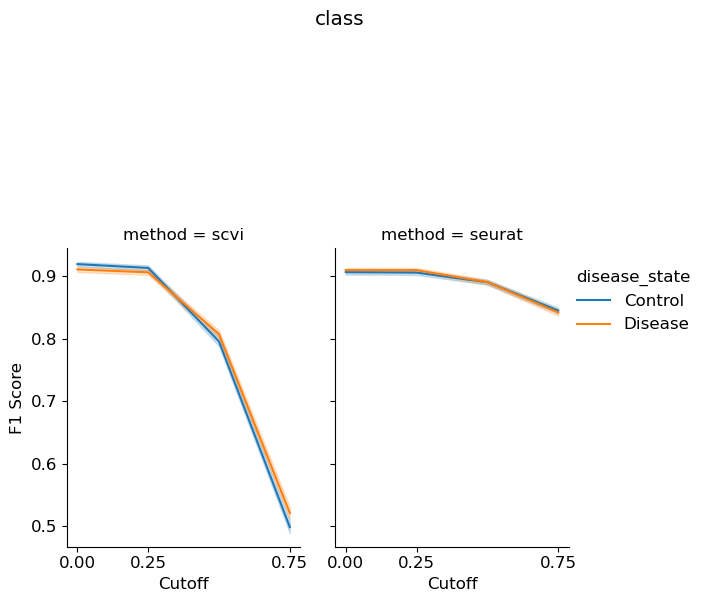 class
method = scvi
method = seurat
0.9
0.8
0.7
0.6
0.5
F1 Score
0.00 0.25 0.75
0.00 0.25 0.75
Cutoff
Cutoff
disease_state
Control
Disease